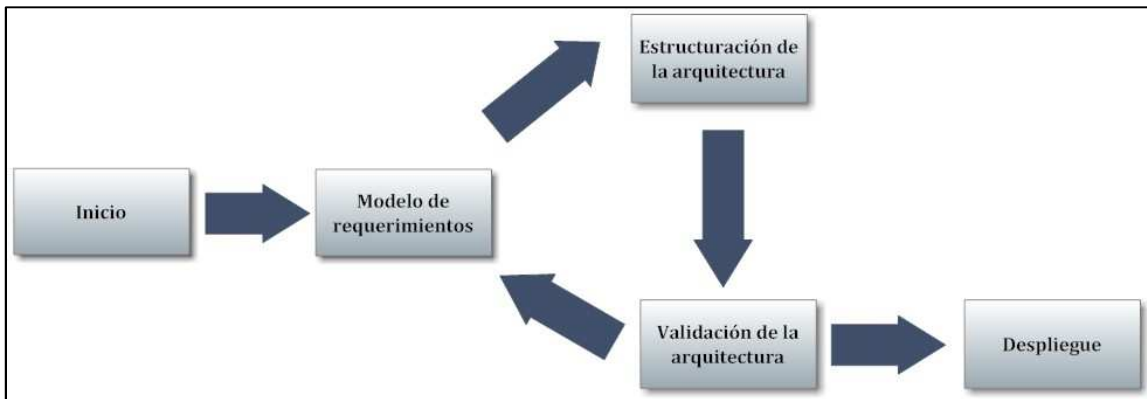 Inicio
Modelo de
requerimientos
Estructuración de
la arquitectura
Validación de la
arquitectura
Despliegue